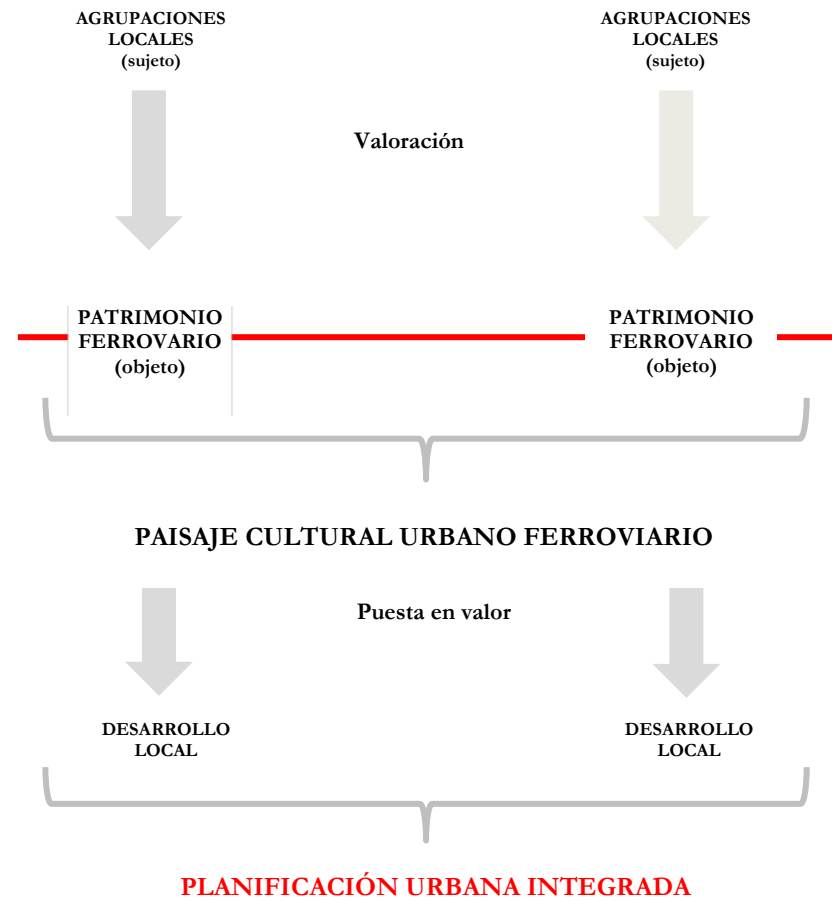 AGRUPACIONES
LOCALES
(sujeto)
AGRUPACIONES
LOCALES
(sujeto)
Valoración
PATRIMONIO
FERROVARIO
(objeto)
PATRIMONIO
FERROVARIO
(objeto)
PAISAJE CULTURAL URBANO FERROVIARIO
Puesta en valor
DESARROLLO
LOCAL
DESARROLLO
LOCAL
PLANIFICACIÓN URBANA INTEGRADA